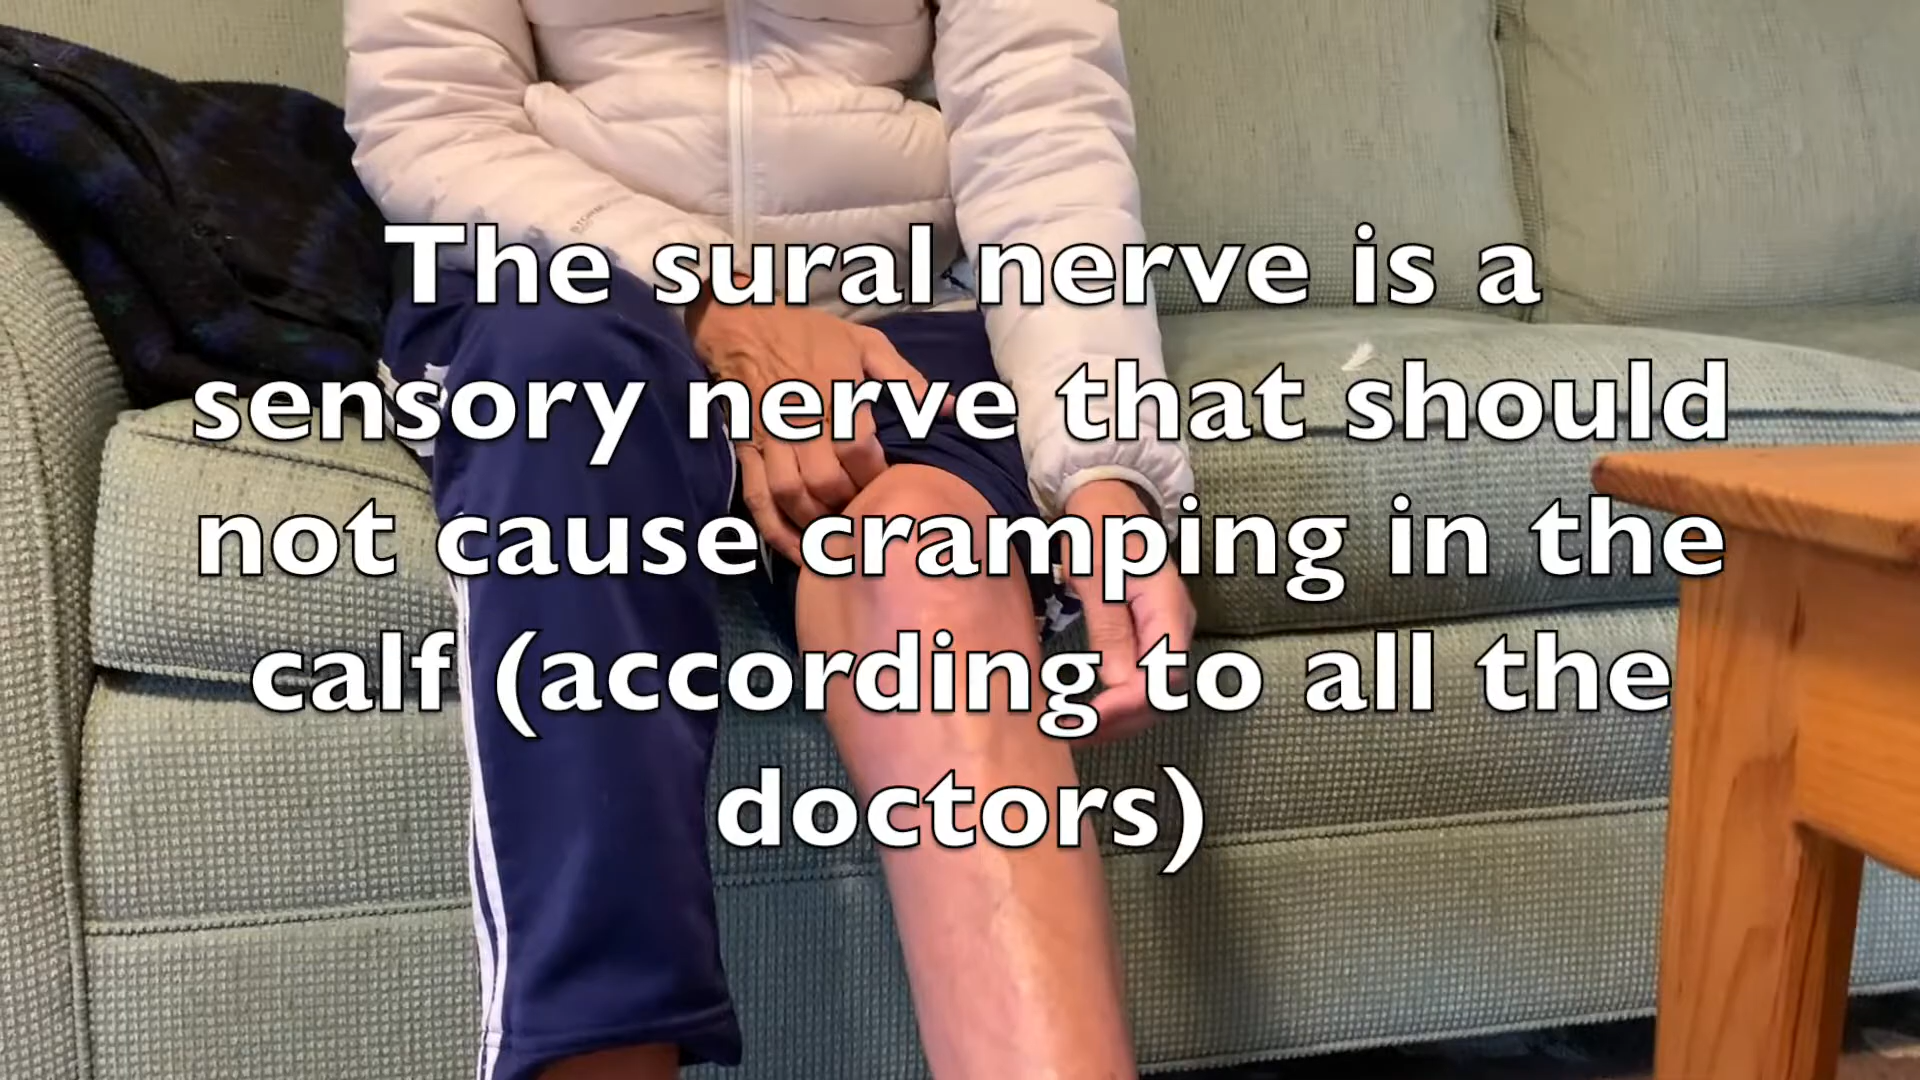 The sural nerve is a
sensory nerve that should
not cause cramping in the
calf (according to all the
doctors)